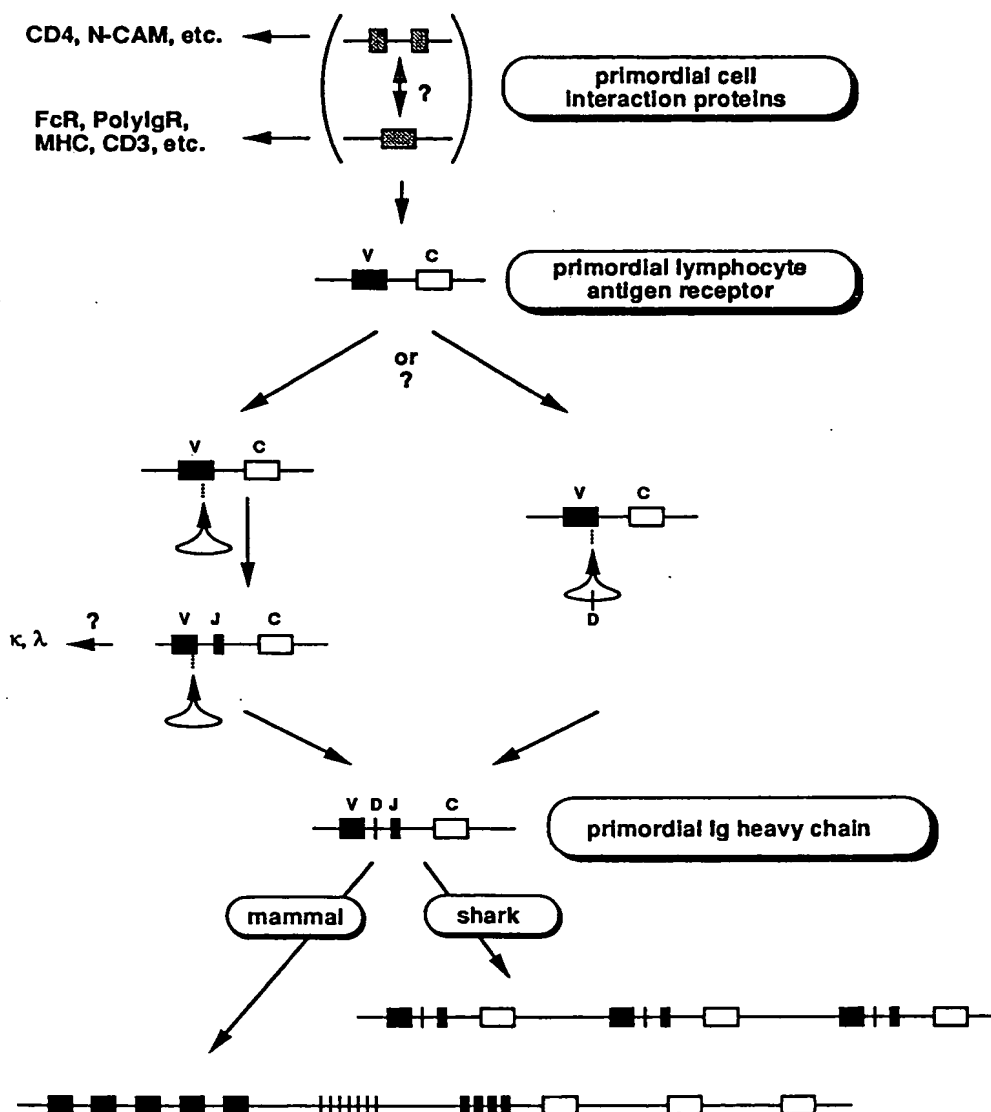 CD4, N-CAM, etc.
?
primordial cell
interaction proteins
FcR, PolyIgR,
MHC, CD3, etc.
V C
primordial lymphocyte
antigen receptor
or
?
V C
V C
D
κ, λ
?
V J C
V D J C
primordial Ig heavy chain
mammal
shark